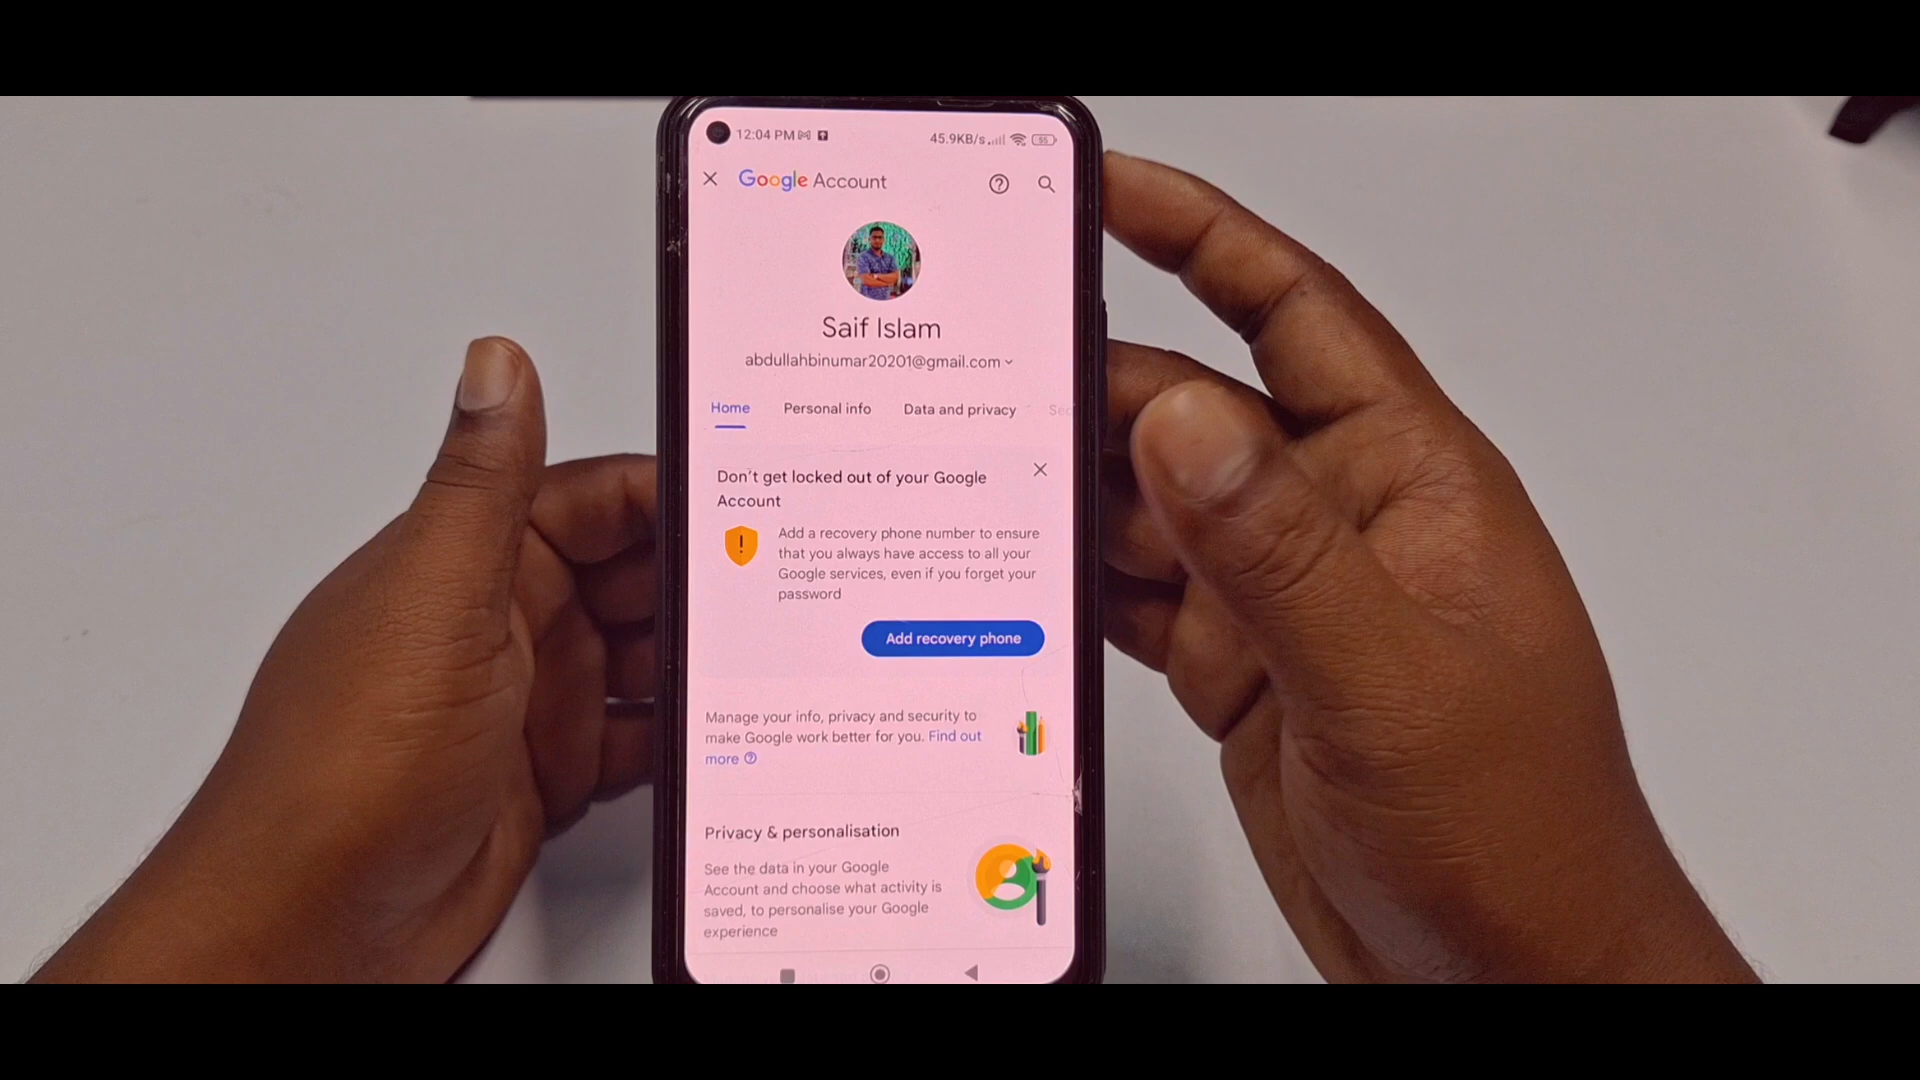 12:04 PM 45.9KB/s 55
Google Account
Saif Islam
abdullahbinumar20201@gmail.com
Home Personal info Data and privacy Sec
Don't get locked out of your Google
Account
Add a recovery phone number to ensure
that you always have access to all your
Google services, even if you forget your
password
Add recovery phone
Manage your info, privacy and security to
make Google work better for you. Find out
more
Privacy & personalisation
See the data in your Google
Account and choose what activity is
saved, to personalise your Google
experience